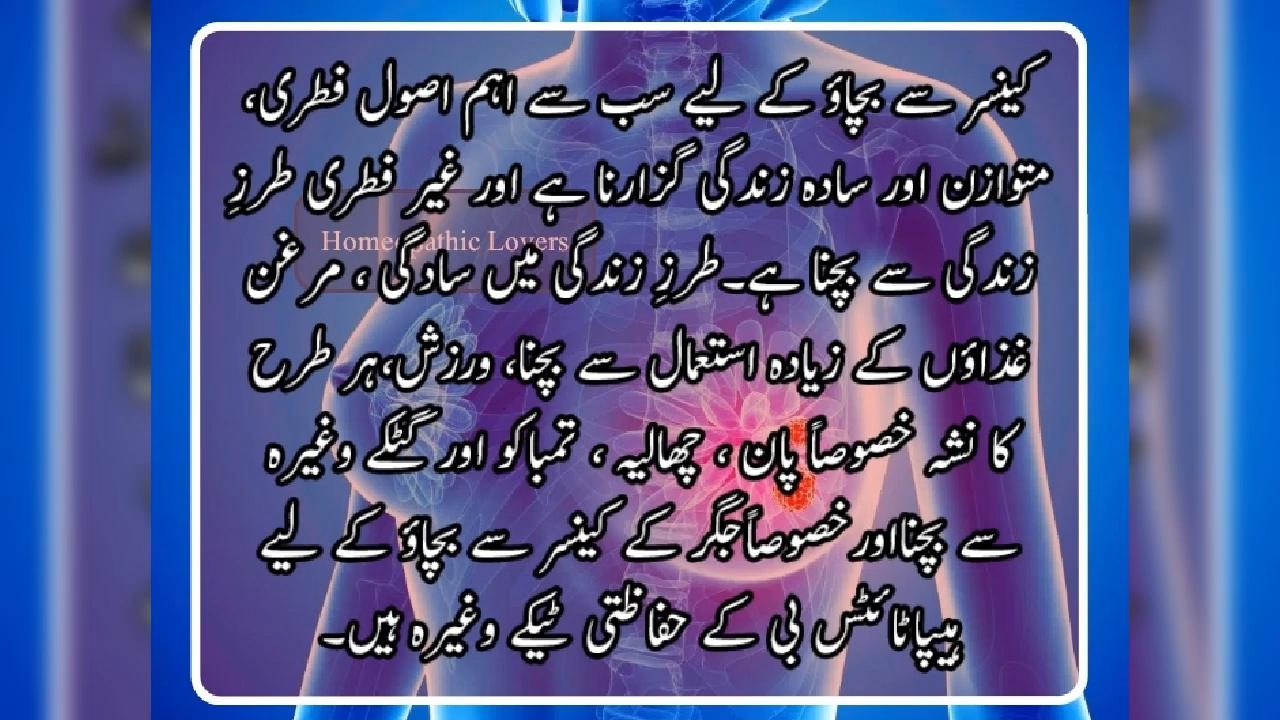 کینسر سے بچاؤ کے لیے سب سے اہم اصول فطری،
متوازن اور سادہ زندگی گزارنا ہے اور غیر فطری طرزِ
Homeopathic Lovers
زندگی سے بچنا ہے۔ طرزِ زندگی میں سادگی ، مرغن
غذاؤں کے زیادہ استعمال سے بچنا، ورزش،ہر طرح
کا نشہ خصوصاً پان ، چھالیہ ، تمباکو اور گٹکے وغیرہ
سے بچنااور خصوصاًجگر کے کینسر سے بچاؤ کے لیے
ہیپاٹائٹس بی کے حفاظتی ٹیکے وغیرہ ہیں۔